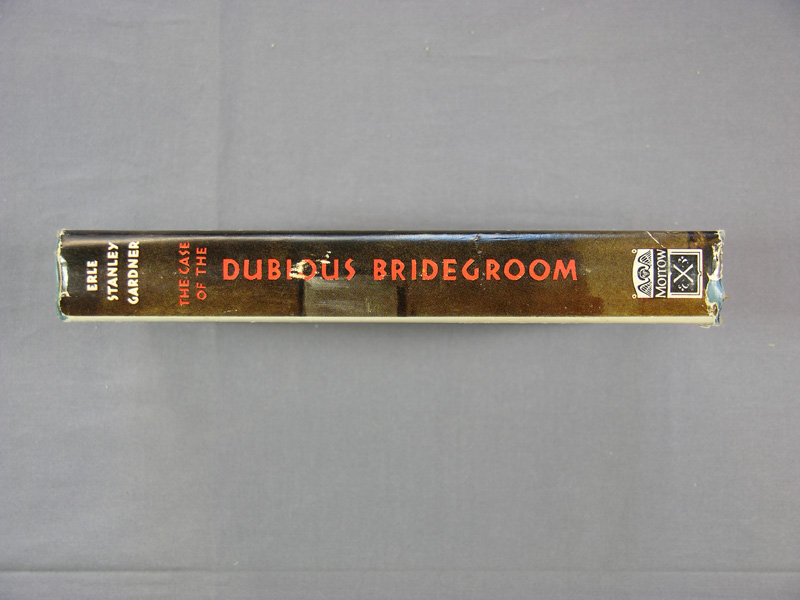 ERLE
STANLEY
GARDNER
THE CASE
OF THE
DUBIOUS BRIDEGROOM
MORROW